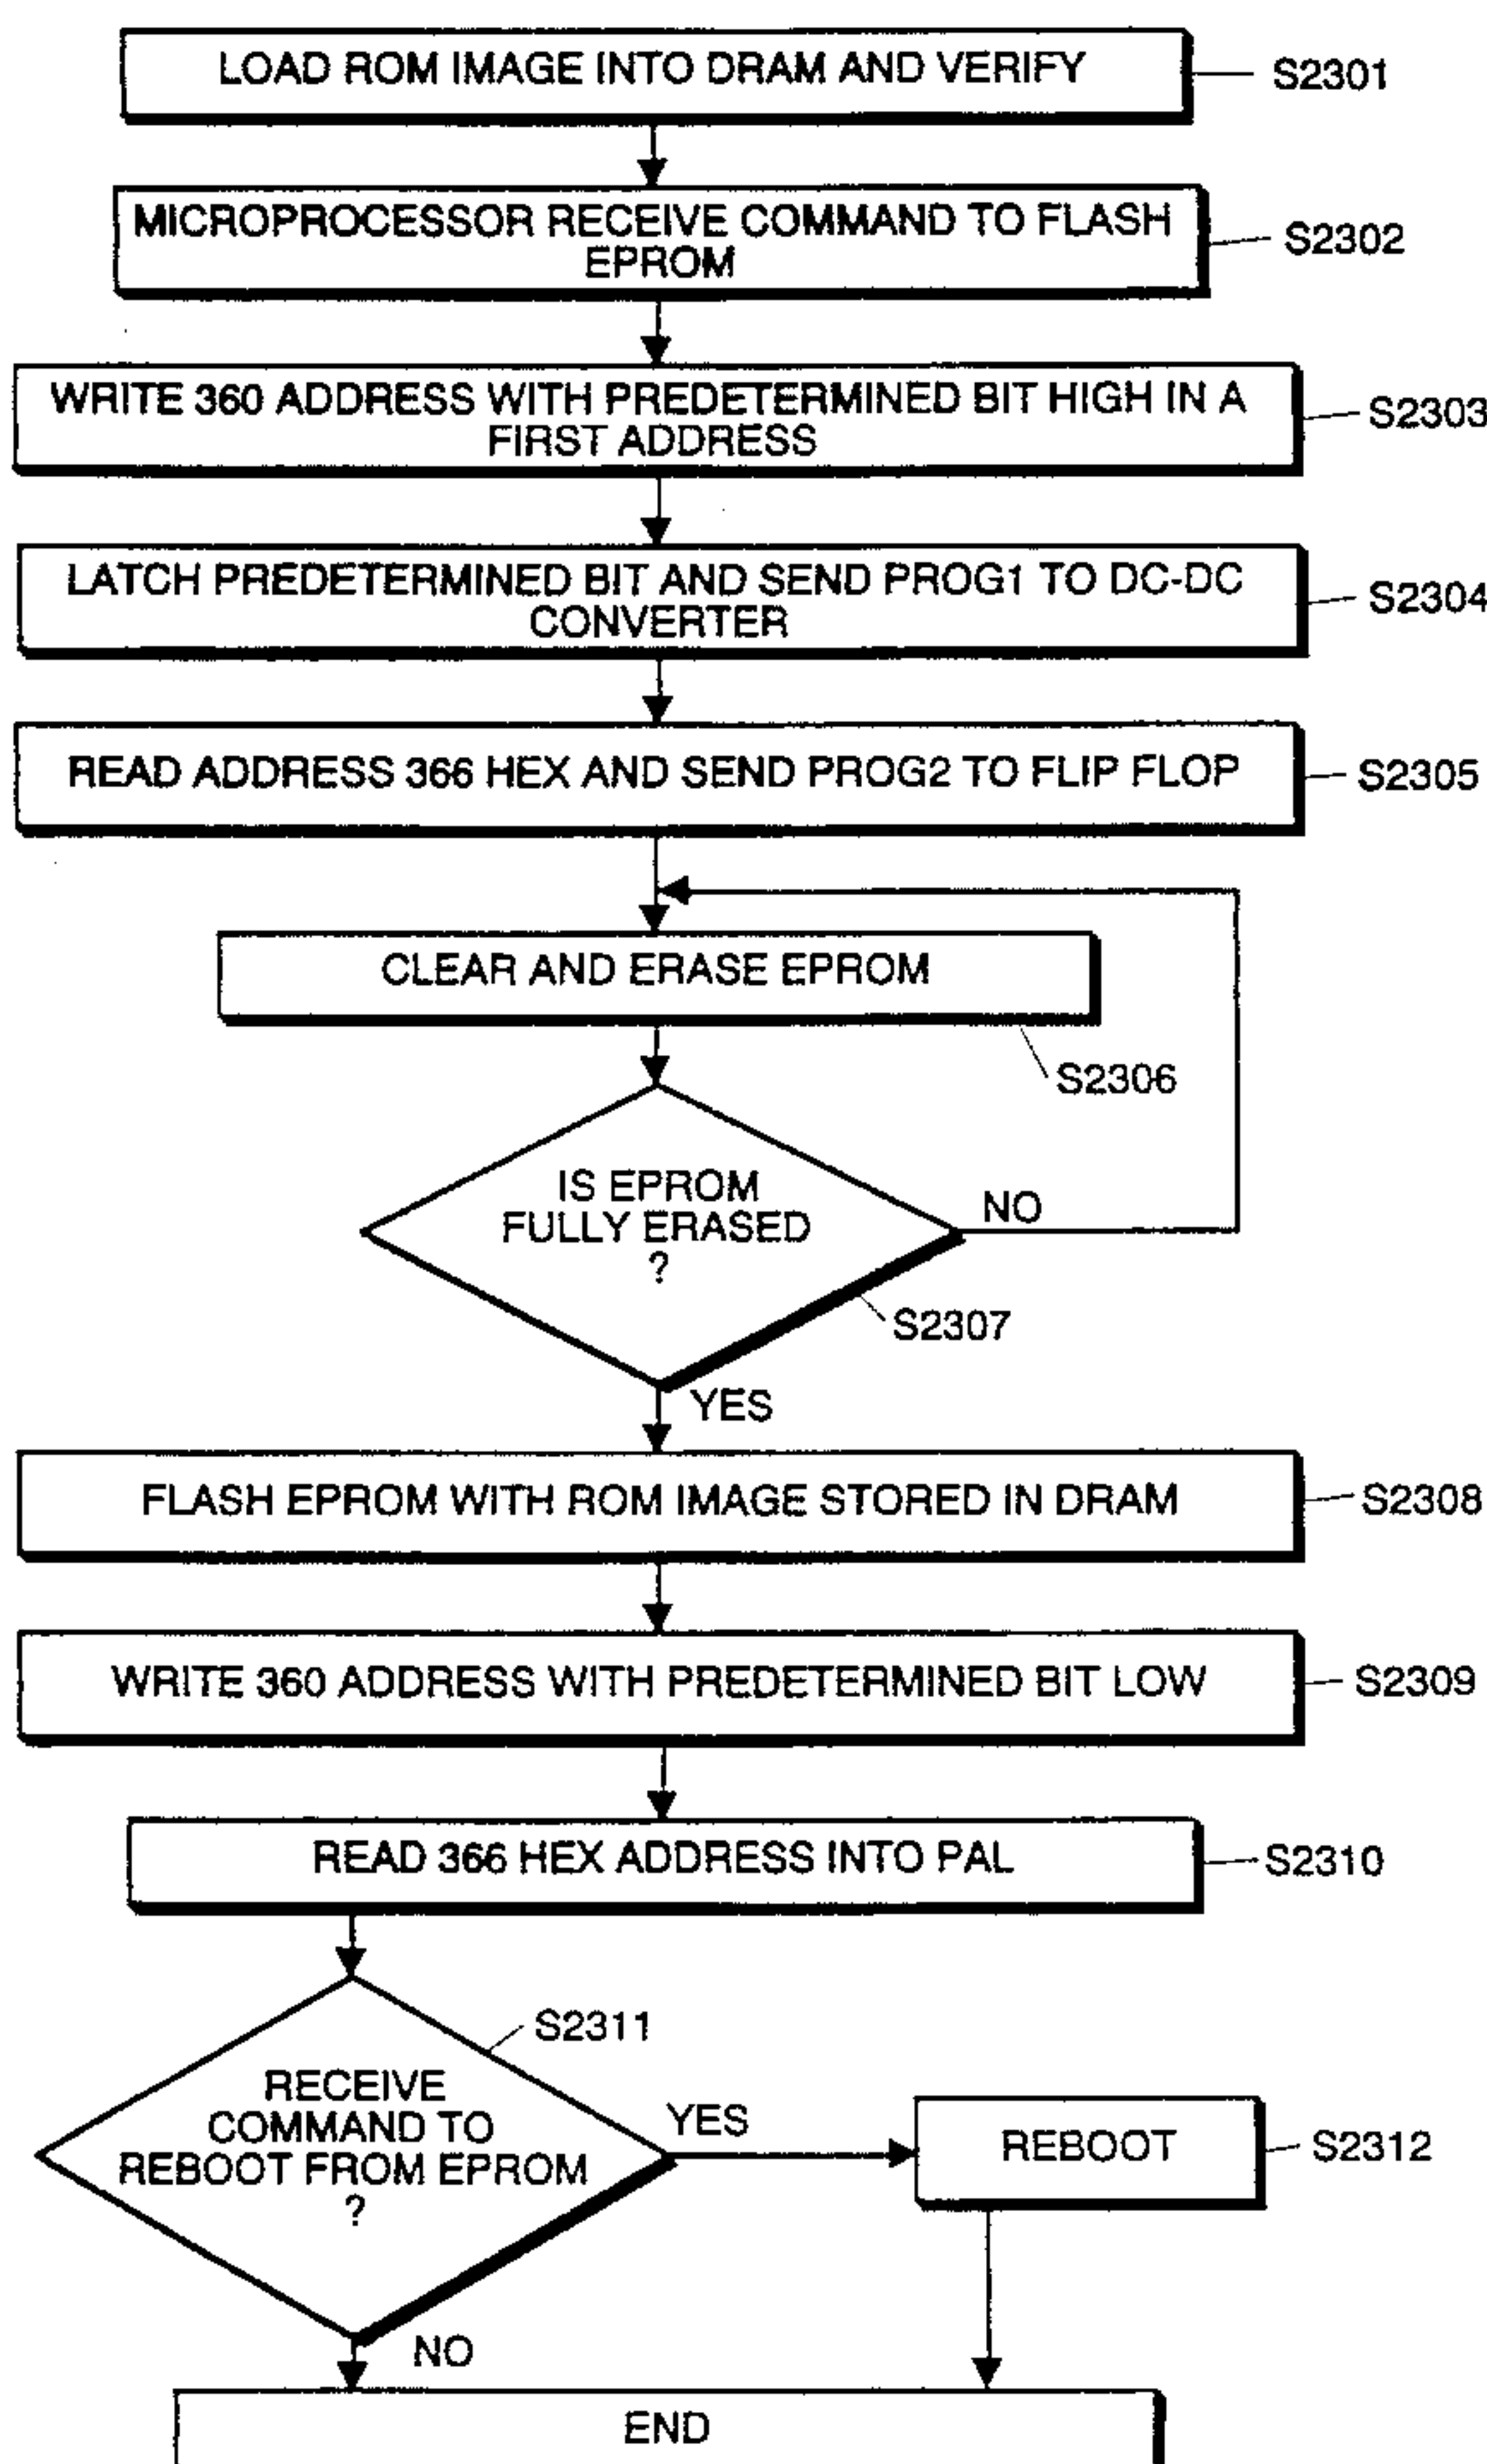 LOAD ROM IMAGE INTO DRAM AND VERIFY
S2301
MICROPROCESSOR RECEIVE COMMAND TO FLASH
EPROM
S2302
WRITE 360 ADDRESS WITH PREDETERMINED BIT HIGH IN A
FIRST ADDRESS
S2303
LATCH PREDETERMINED BIT AND SEND PROG1 TO DC-DC
CONVERTER
S2304
READ ADDRESS 366 HEX AND SEND PROG2 TO FLIP FLOP
S2305
CLEAR AND ERASE EPROM
S2306
IS EPROM
FULLY ERASED
?
NO
S2307
YES
FLASH EPROM WITH ROM IMAGE STORED IN DRAM
S2308
WRITE 360 ADDRESS WITH PREDETERMINED BIT LOW
S2309
READ 366 HEX ADDRESS INTO PAL
S2310
S2311
RECEIVE
COMMAND TO
REBOOT FROM EPROM
?
YES
REBOOT
S2312
NO
END